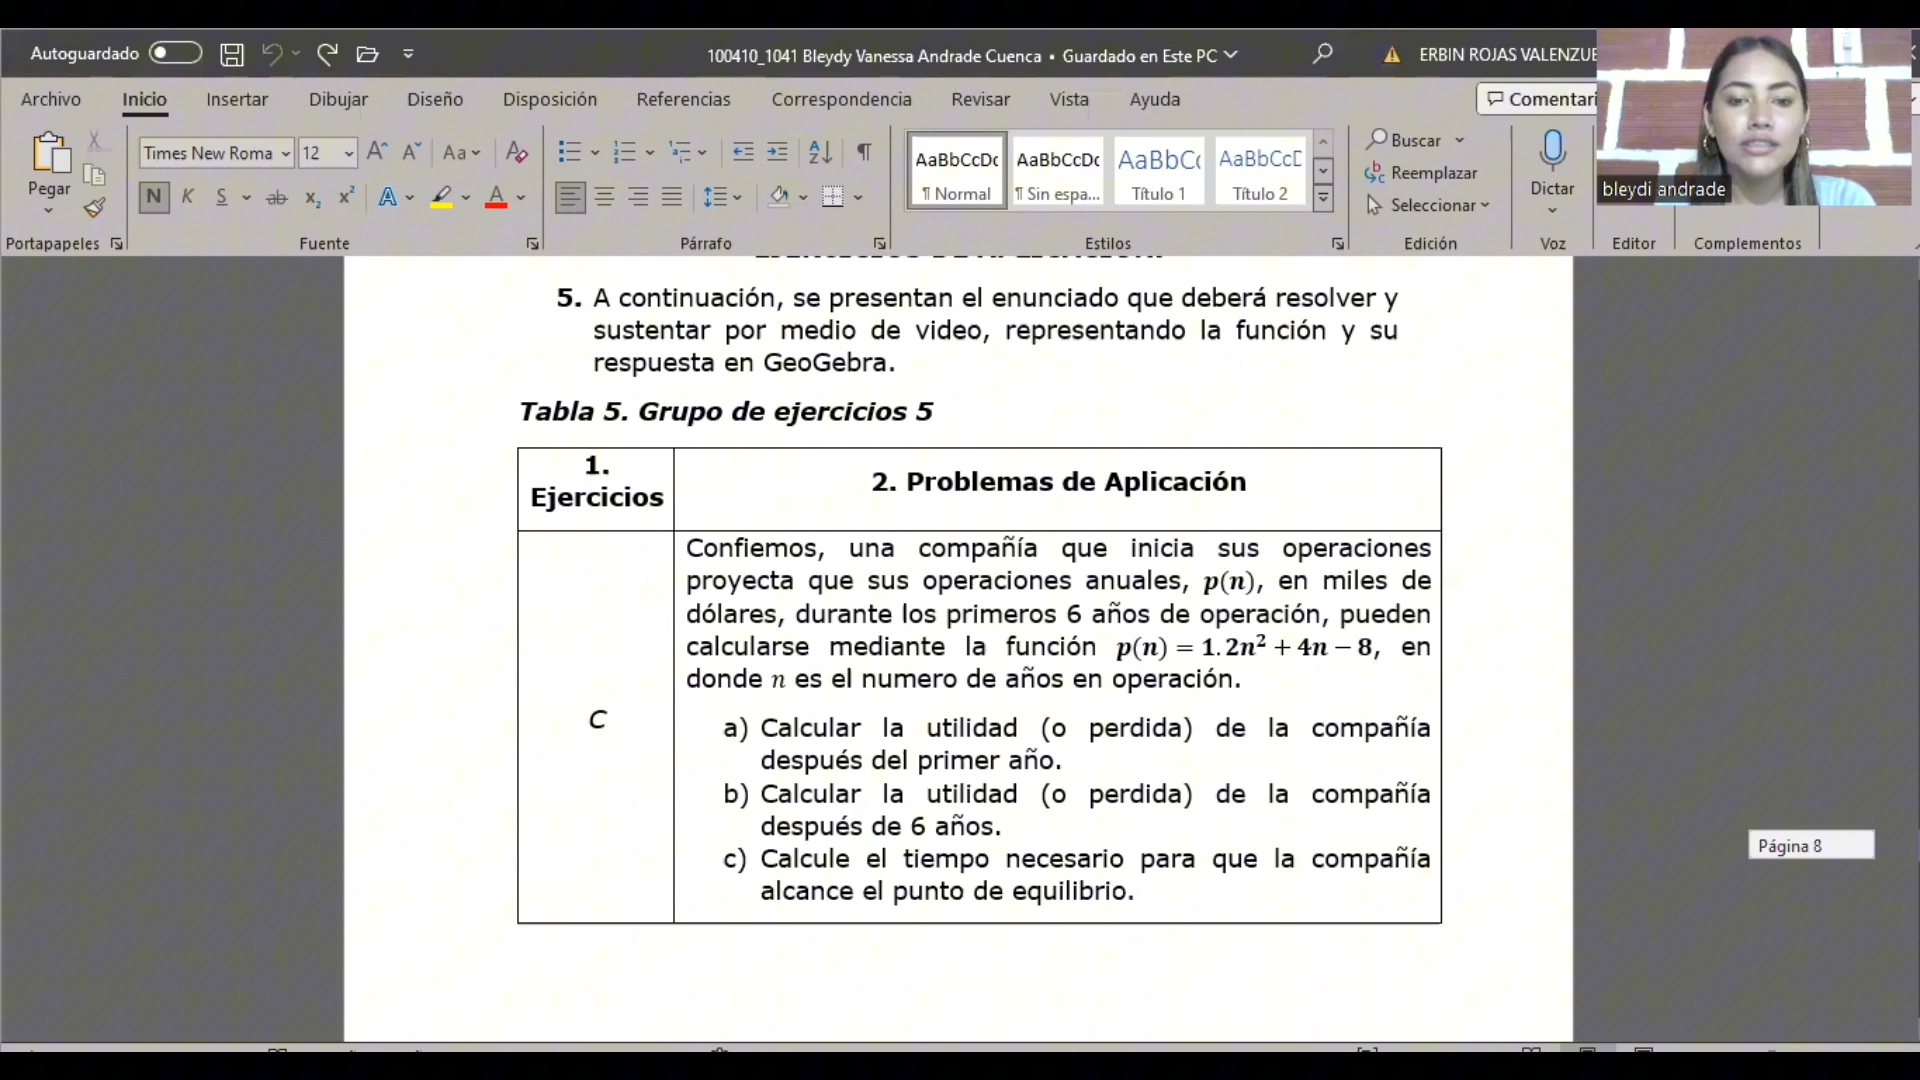 Autoguardado
100410_1041 Bleydy Vanessa Andrade Cuenca • Guardado en Este PC
ERBIN ROJAS VALENZUE
Archivo Inicio Insertar Dibujar Diseño Disposición Referencias Correspondencia Revisar Vista Ayuda
Comentari
Pegar
Times New Roma 12 Aa
N K S ab x₂ x² A A
AaBbCcDc AaBbCcDc AaBbC AaBbCcD
¶ Normal ¶ Sin espa... Título 1 Título 2
Buscar
Reemplazar
Seleccionar
Dictar
bleydi andrade
Portapapeles Fuente Párrafo Estilos Edición Voz Editor Complementos
5. A continuación, se presentan el enunciado que deberá resolver y
sustentar por medio de video, representando la función y su
respuesta en GeoGebra.
Tabla 5. Grupo de ejercicios 5
1.
Ejercicios
2. Problemas de Aplicación
C
Confiemos, una compañía que inicia sus operaciones
proyecta que sus operaciones anuales, p(n), en miles de
dólares, durante los primeros 6 años de operación, pueden
calcularse mediante la función p(n) = 1.2n² + 4n − 8, en
donde n es el numero de años en operación.
a) Calcular la utilidad (o perdida) de la compañía
después del primer año.
b) Calcular la utilidad (o perdida) de la compañía
después de 6 años.
c) Calcule el tiempo necesario para que la compañía
alcance el punto de equilibrio.
Página 8